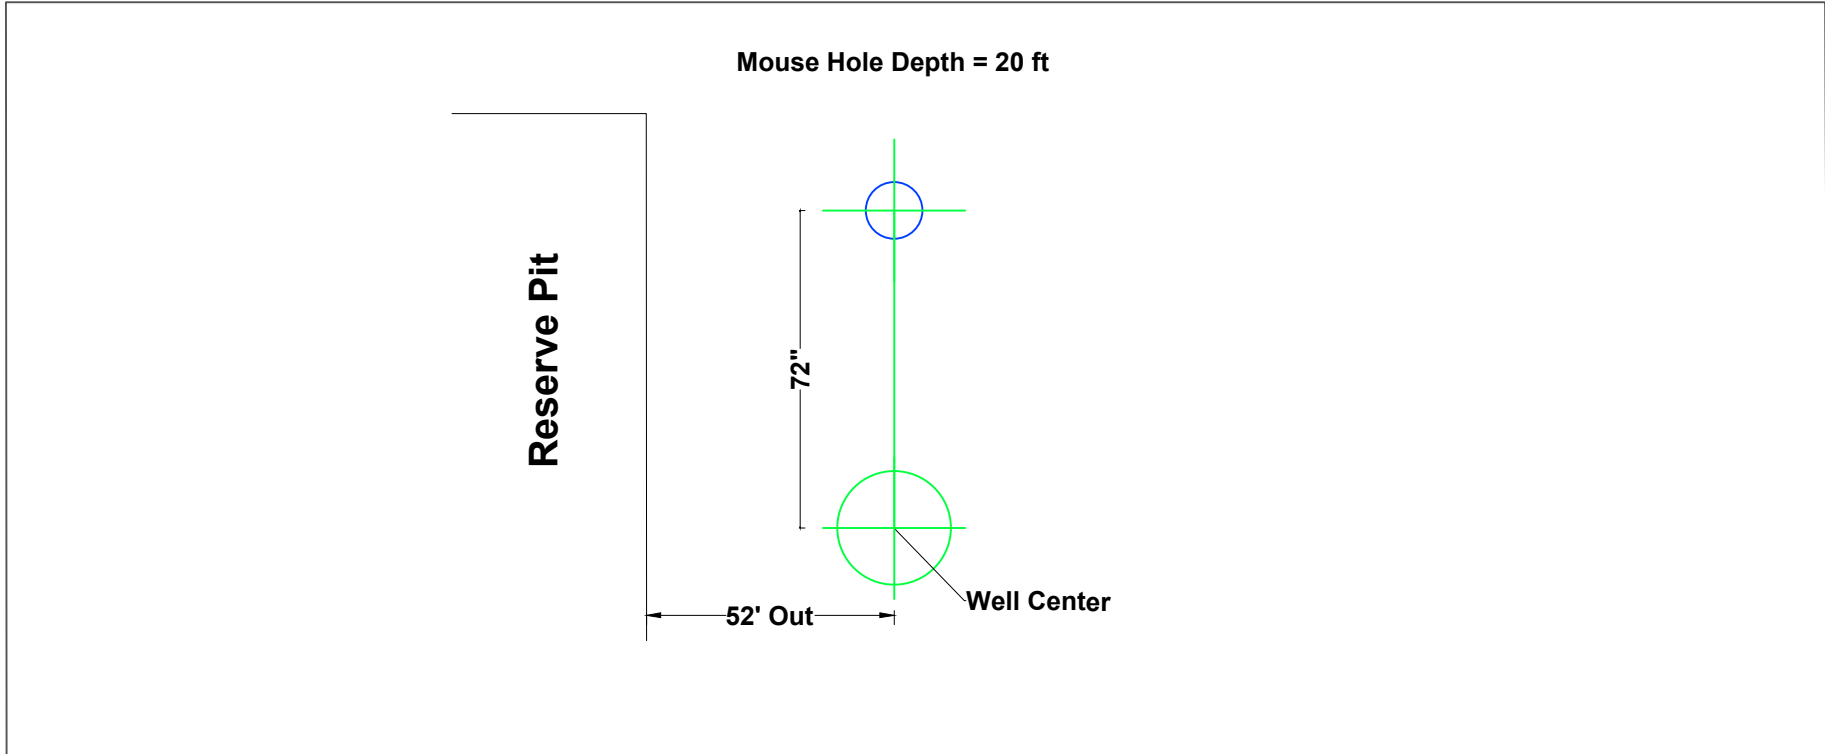 Mouse Hole Depth = 20 ft
Reserve Pit
72"
Well Center
52' Out